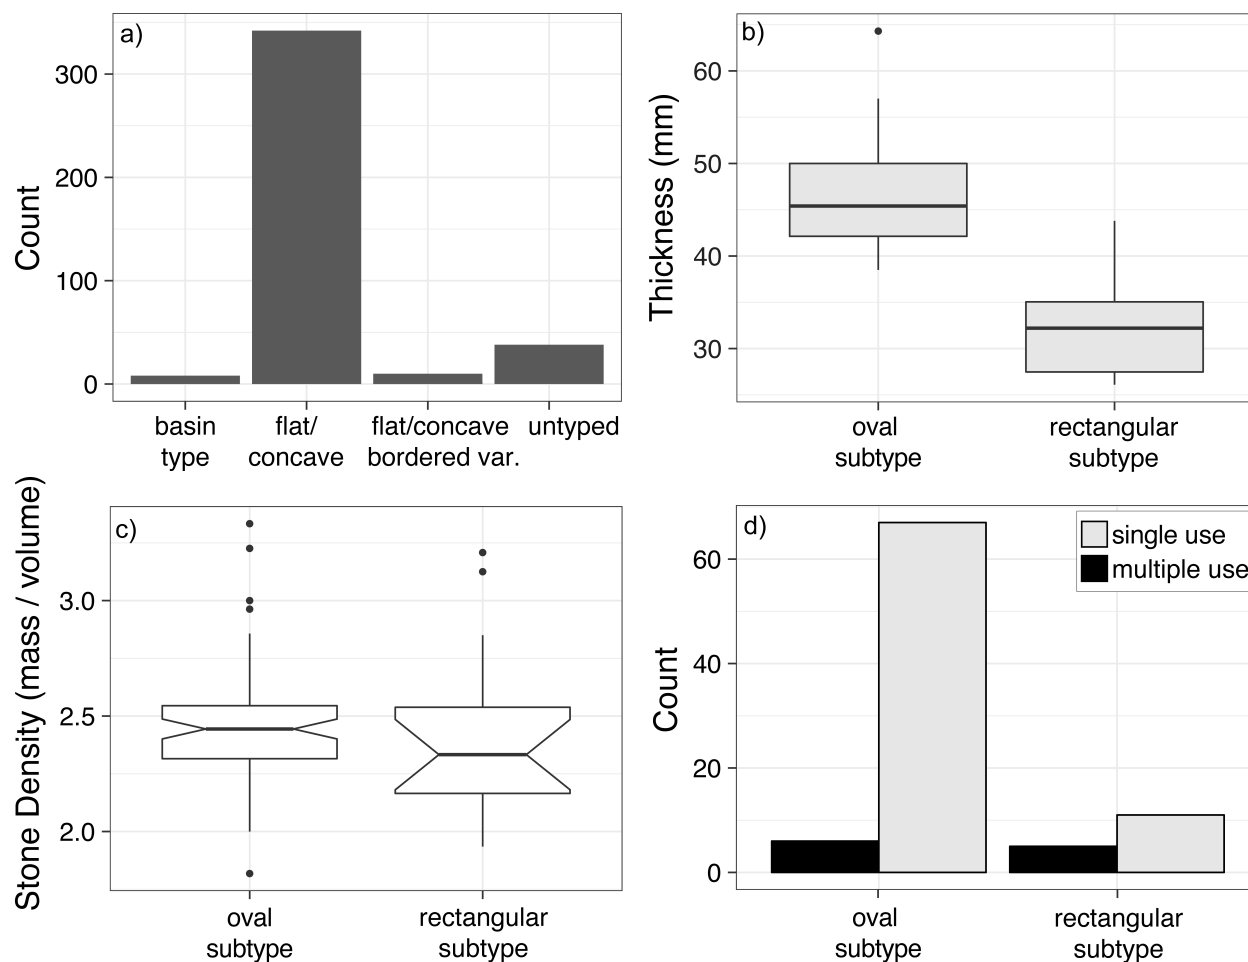 a)
Count
300
200
100
0
basin type
flat/ concave
flat/concave bordered var.
untyped
b)
Thickness (mm)
60
50
40
30
oval subtype
rectangular subtype
c)
Stone Density (mass / volume)
3.0
2.5
2.0
oval subtype
rectangular subtype
d)
single use
multiple use
Count
60
40
20
0
oval subtype
rectangular subtype